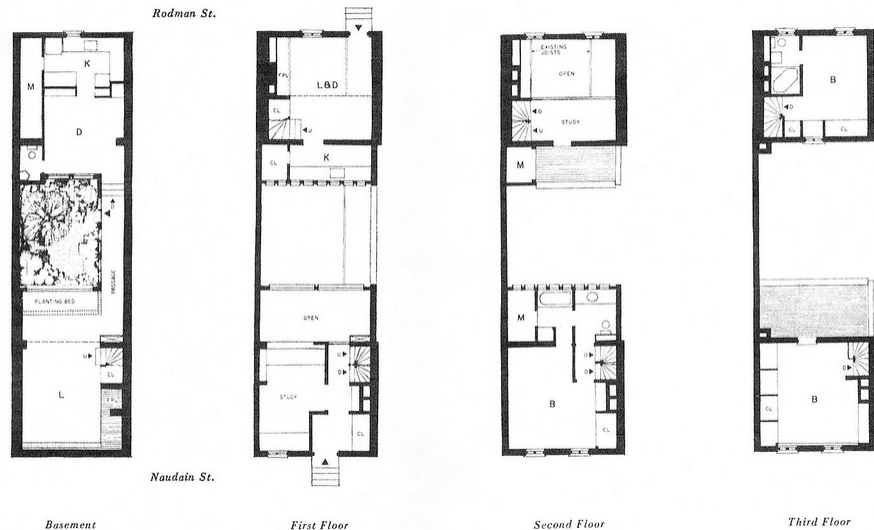 Rodman St.
M
K
D
PLANTING BED
PASSAGE
U
CL
FPL
L
Basement
FPL
L&D
CL
U
CL
K
OPEN
U
D
STUDY
CL
Naudain St.
First Floor
EXISTING
JOISTS
OPEN
D
U
STUDY
M
M
U
D
B
CL
Second Floor
B
D
CL
CL
D
CL
B
Third Floor